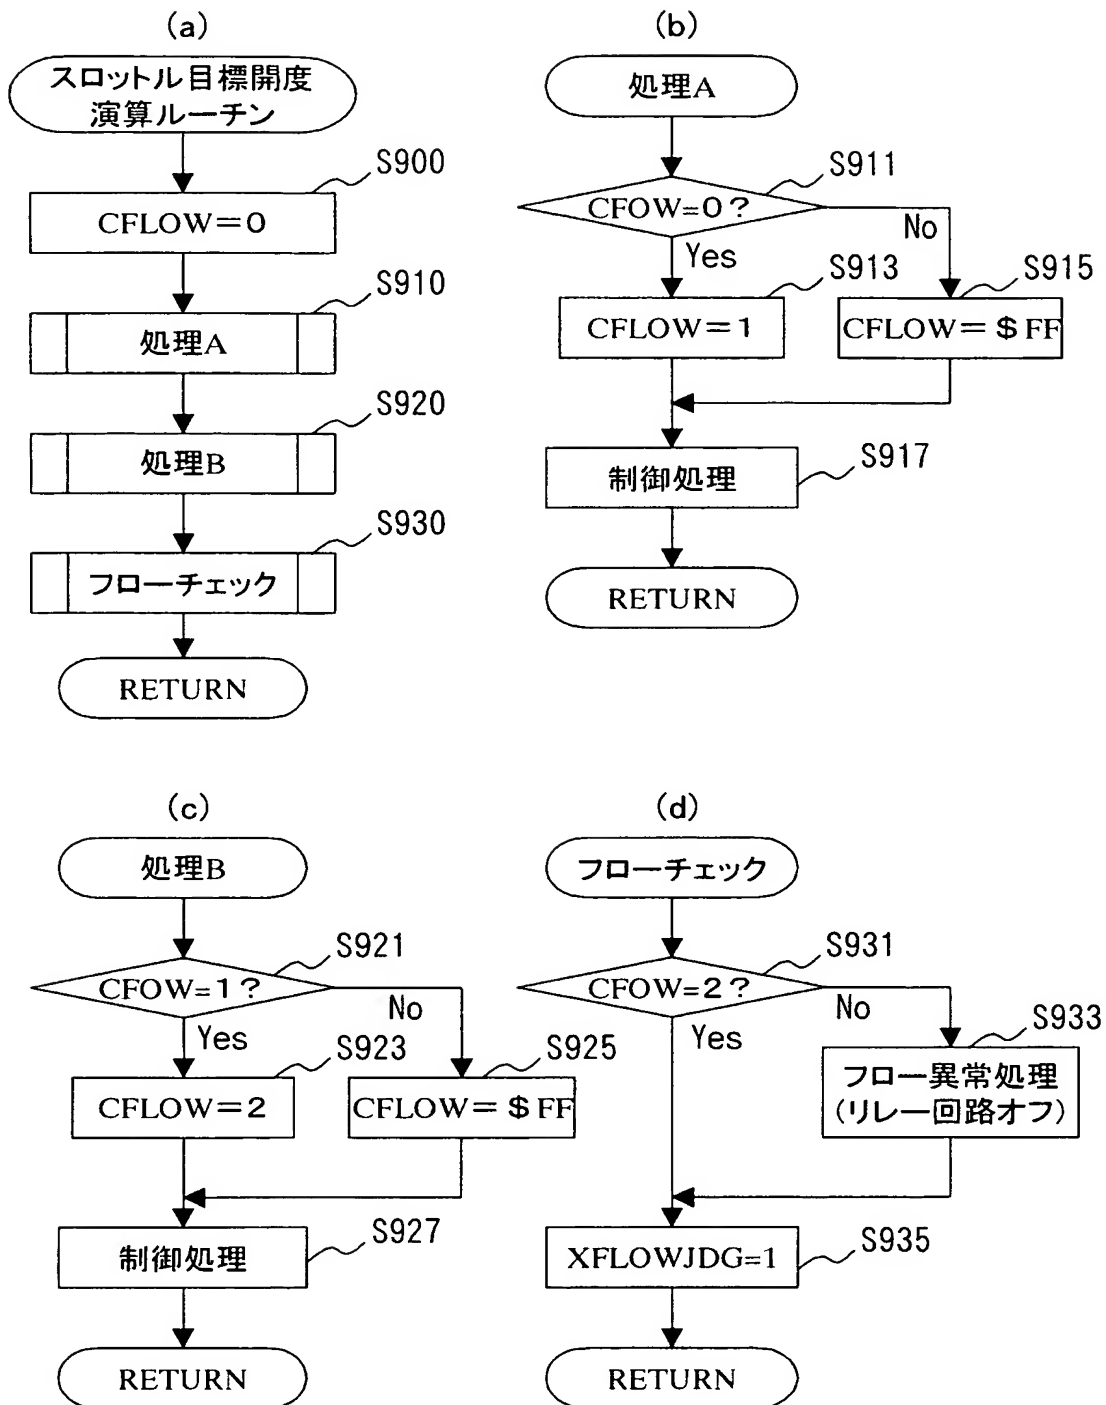 (a)
スロットル目標開度
演算ルーチン
S900
CFLOW=0
S910
処理A
S920
処理B
S930
フローチェック
RETURN
(b)
処理A
S911
CFOW=0?
No
Yes
S913
S915
CFLOW=1
CFLOW=$FF
S917
制御処理
RETURN
(c)
処理B
S921
CFOW=1?
No
Yes
S923
S925
CFLOW=2
CFLOW=$FF
S927
制御処理
RETURN
(d)
フローチェック
S931
CFOW=2?
No
Yes
S933
フロー異常処理
(リレー回路オフ)
S935
XFLOWJDG=1
RETURN